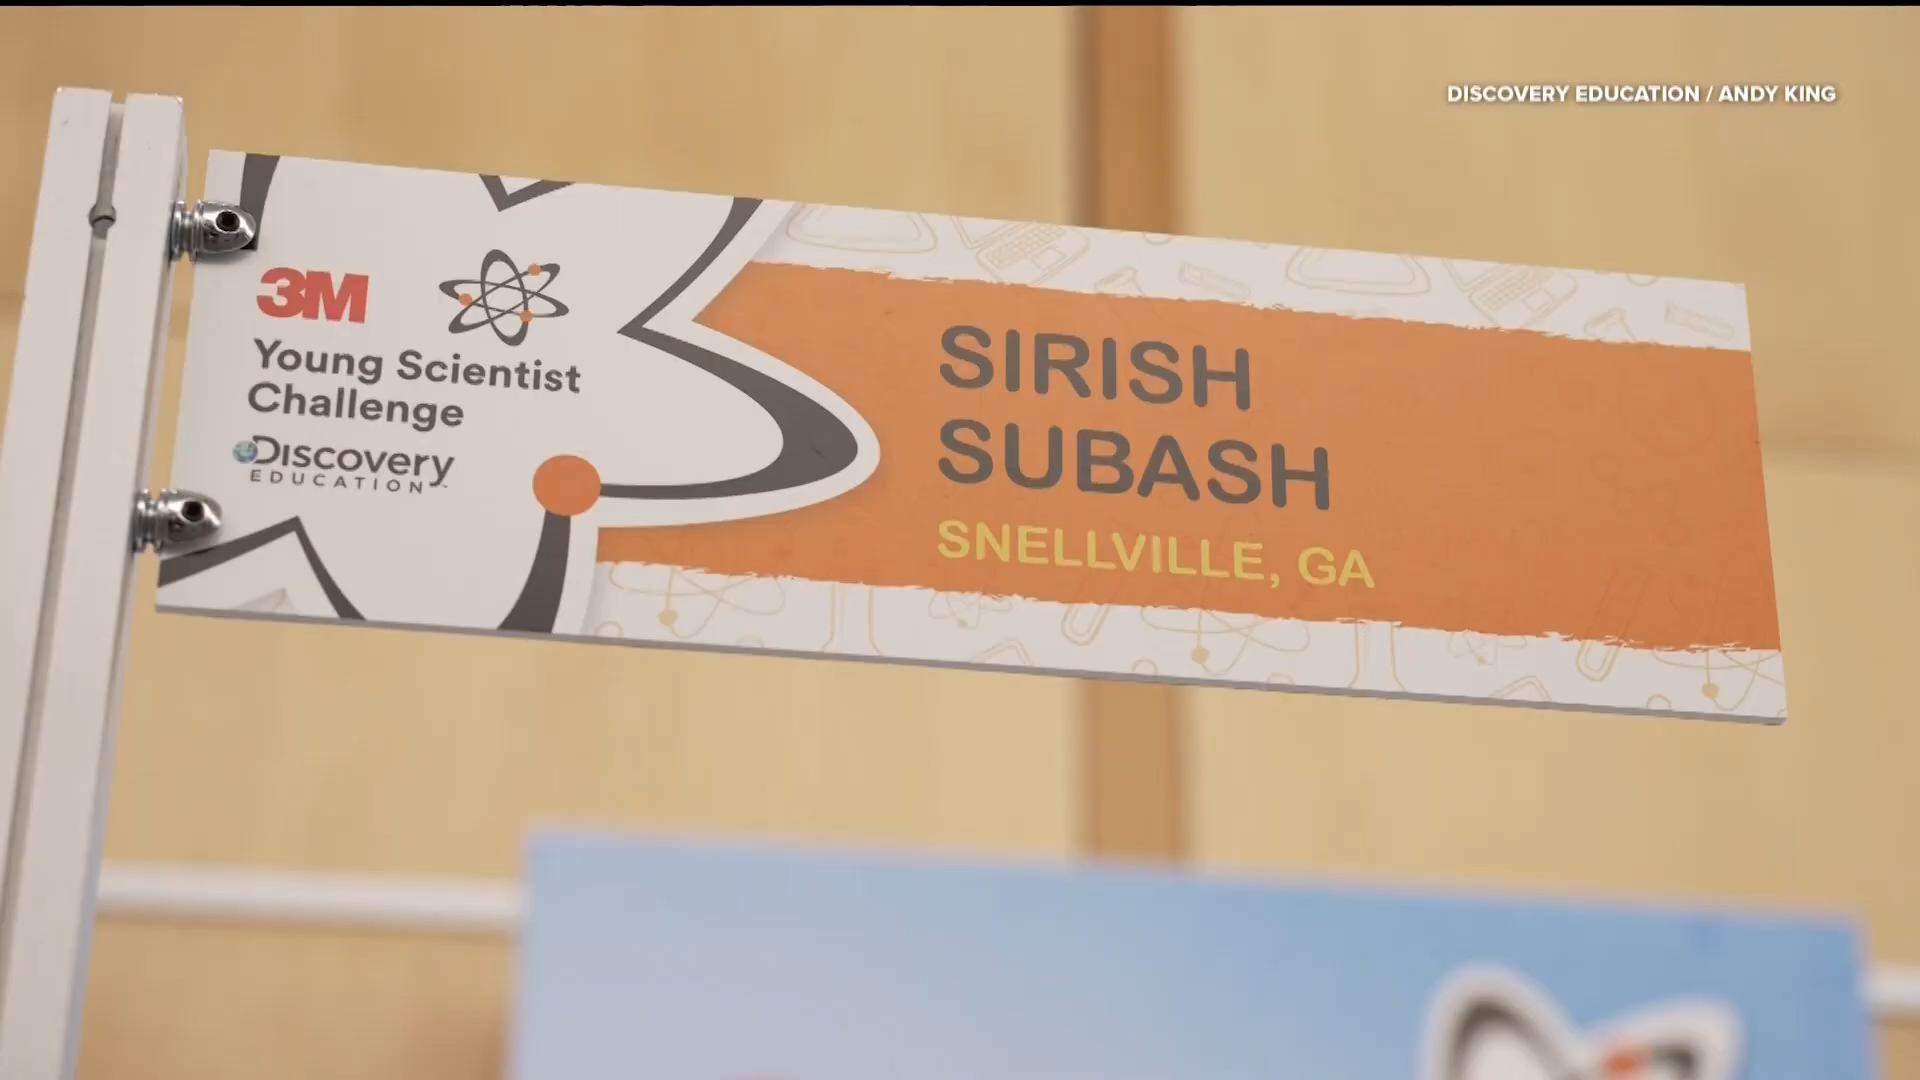 DISCOVERY EDUCATION / ANDY KING
3M
Young Scientist
Challenge
Discovery
EDUCATION
SIRISH
SUBASH
SNELLVILLE, GA